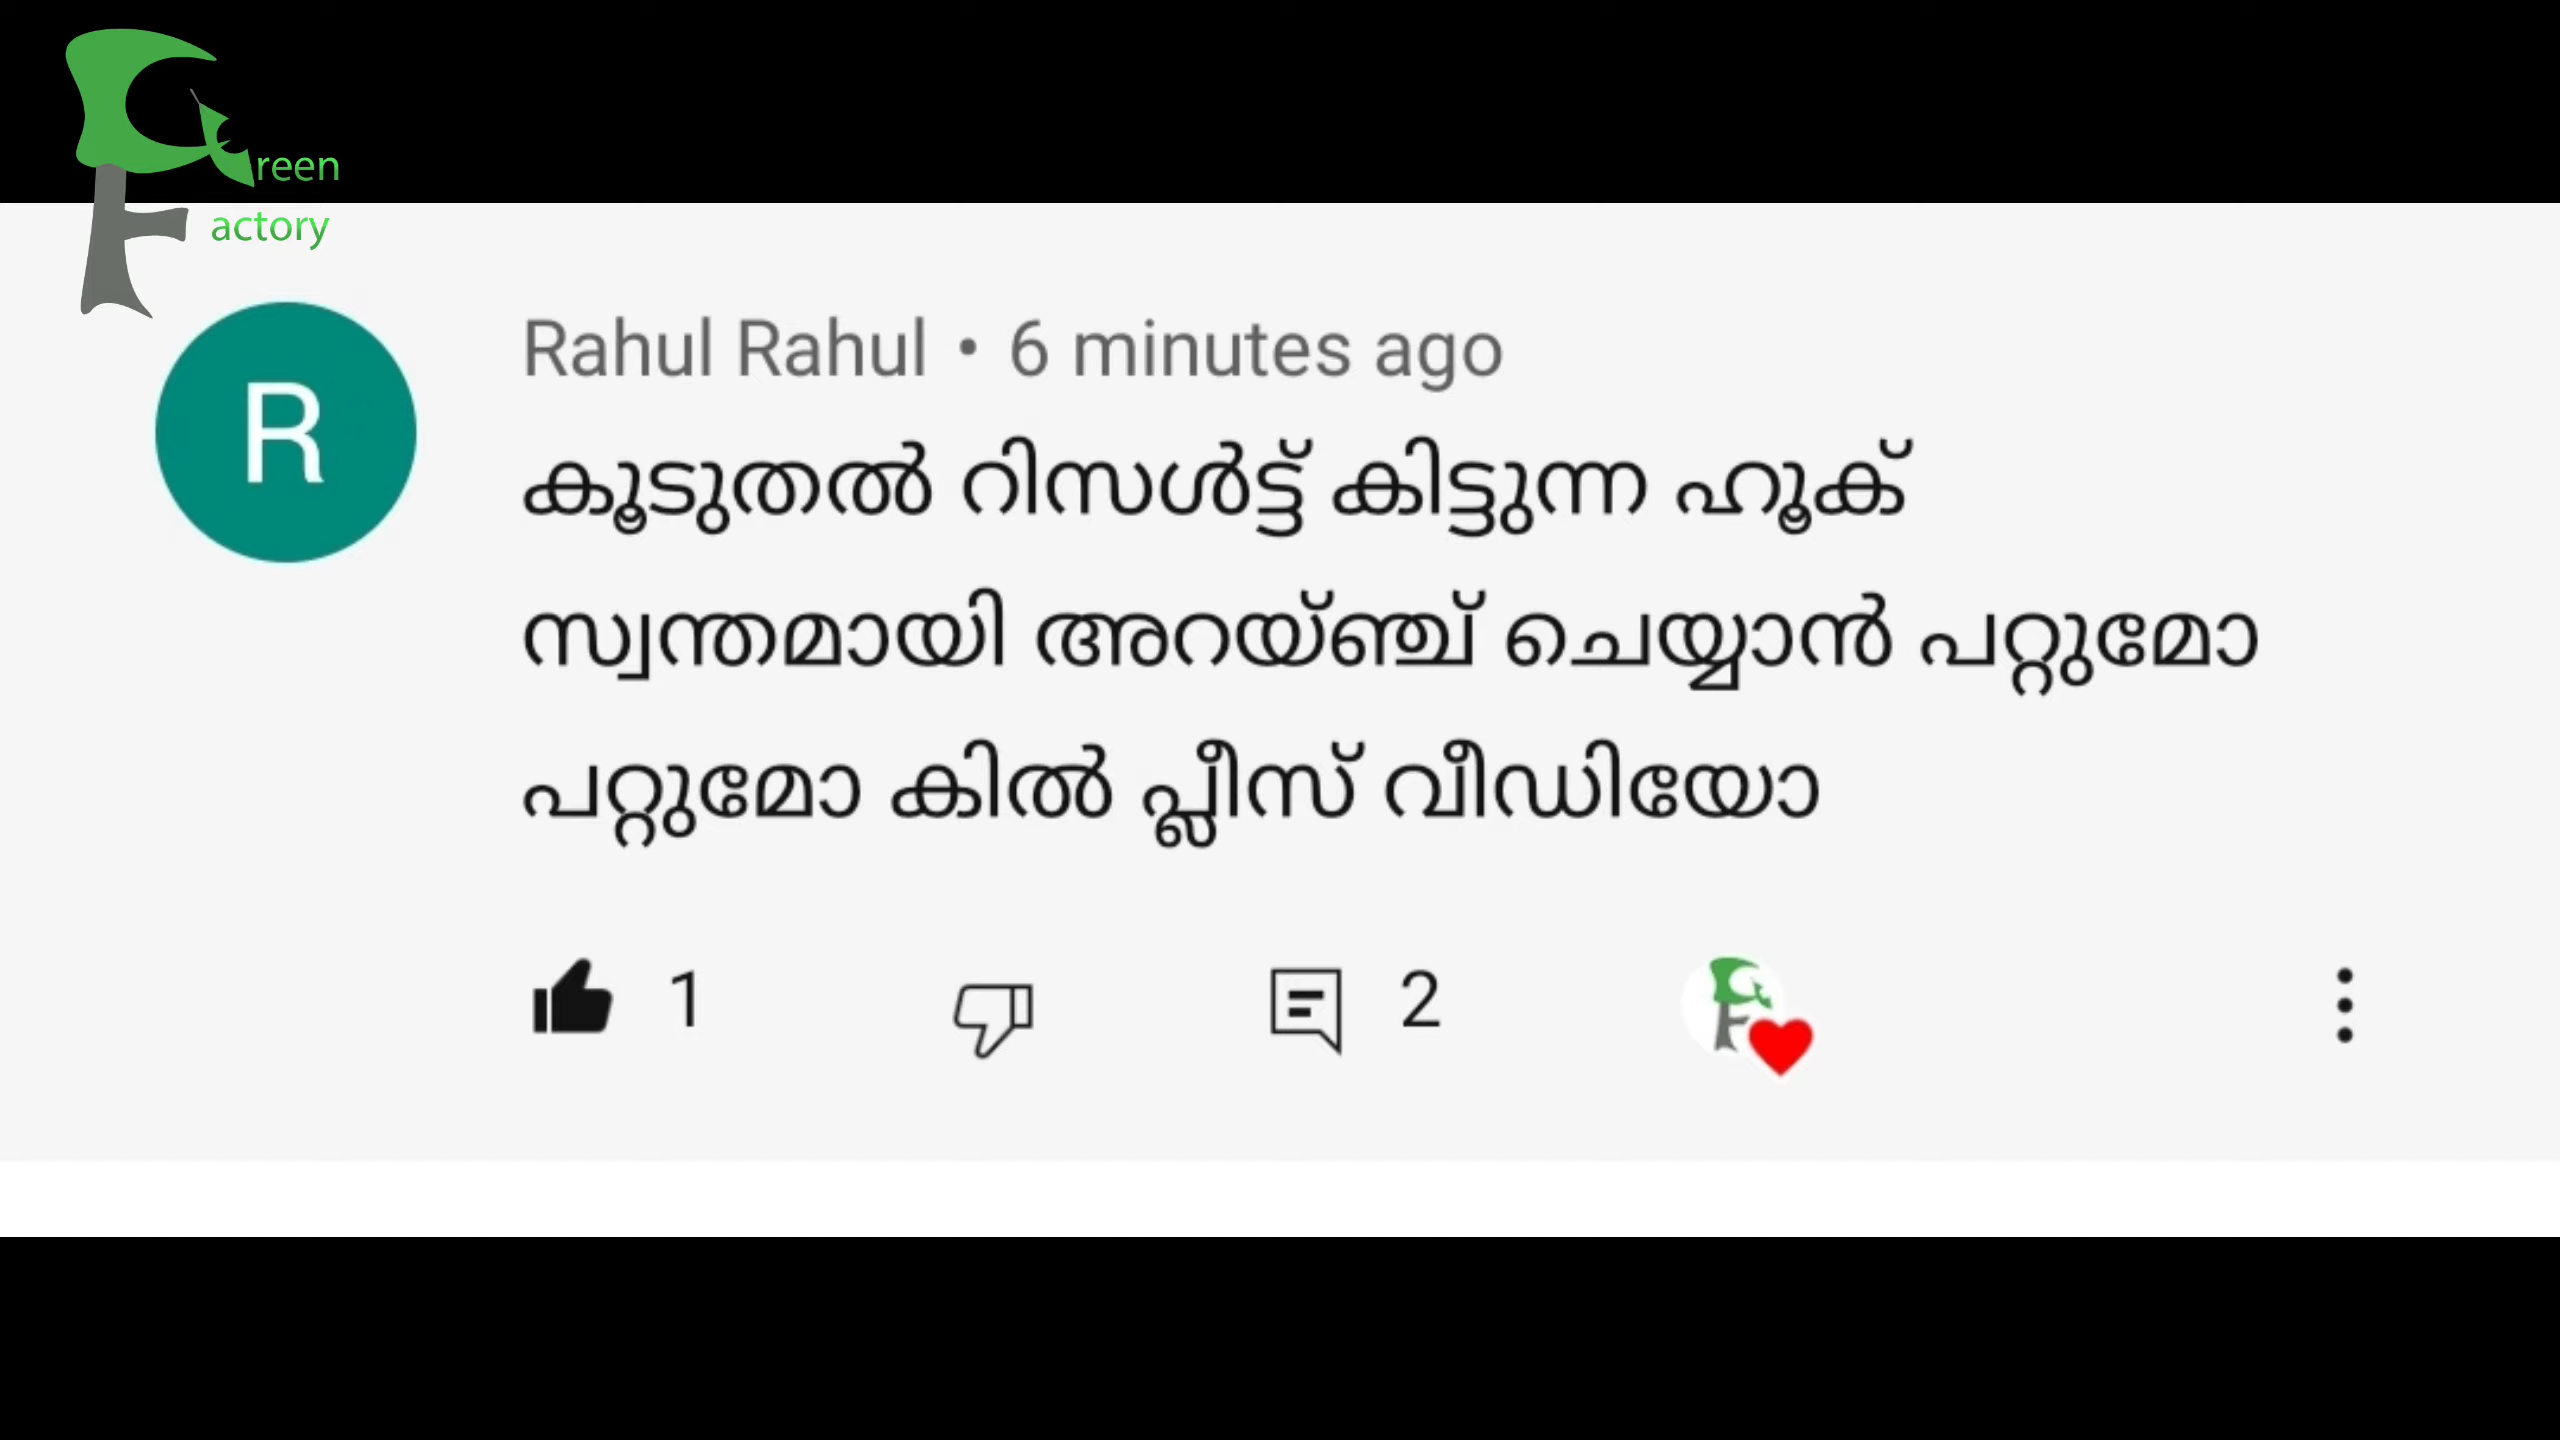 reen
actory
R
Rahul Rahul • 6 minutes ago
കൂടുതൽ റിസൾട്ട് കിട്ടുന്ന ഹൂക്
സ്വന്തമായി അറയ്ഞ്ച് ചെയ്യാൻ പറ്റുമോ
പറ്റുമോ കിൽ പ്ലീസ് വീഡിയോ
1
2